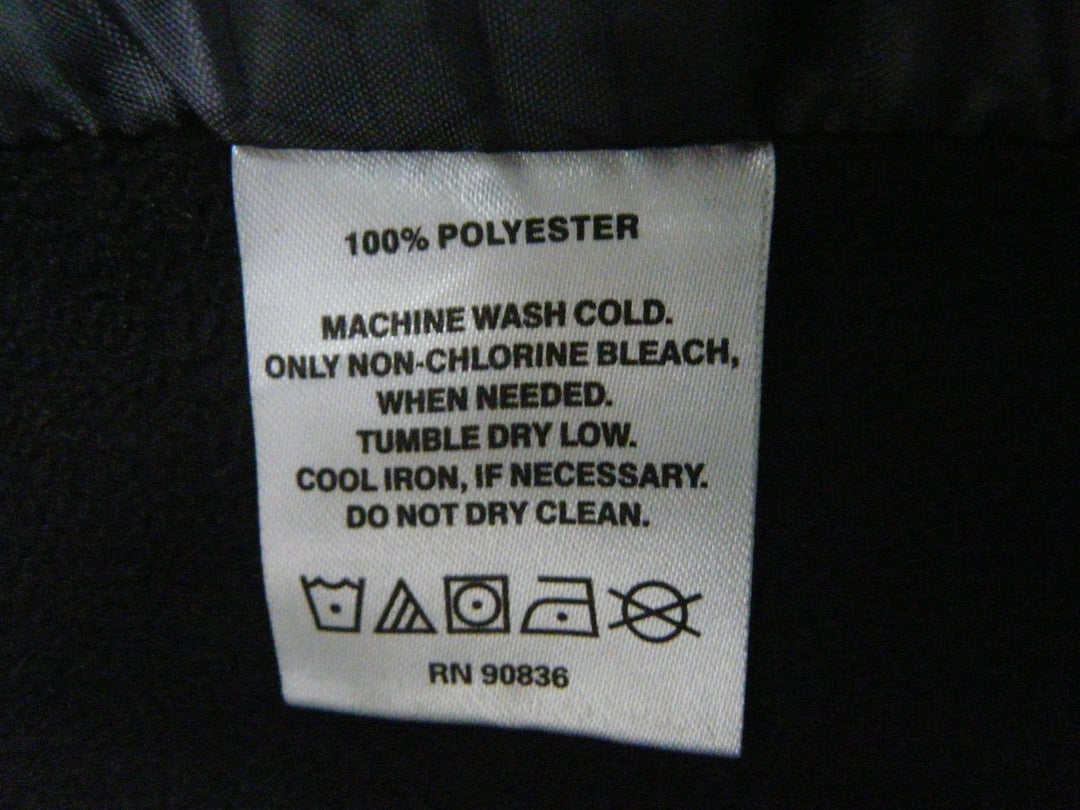 100% POLYESTER
MACHINE WASH COLD.
ONLY NON-CHLORINE BLEACH,
WHEN NEEDED.
TUMBLE DRY LOW.
COOL IRON, IF NECESSARY.
DO NOT DRY CLEAN.
RN 90836